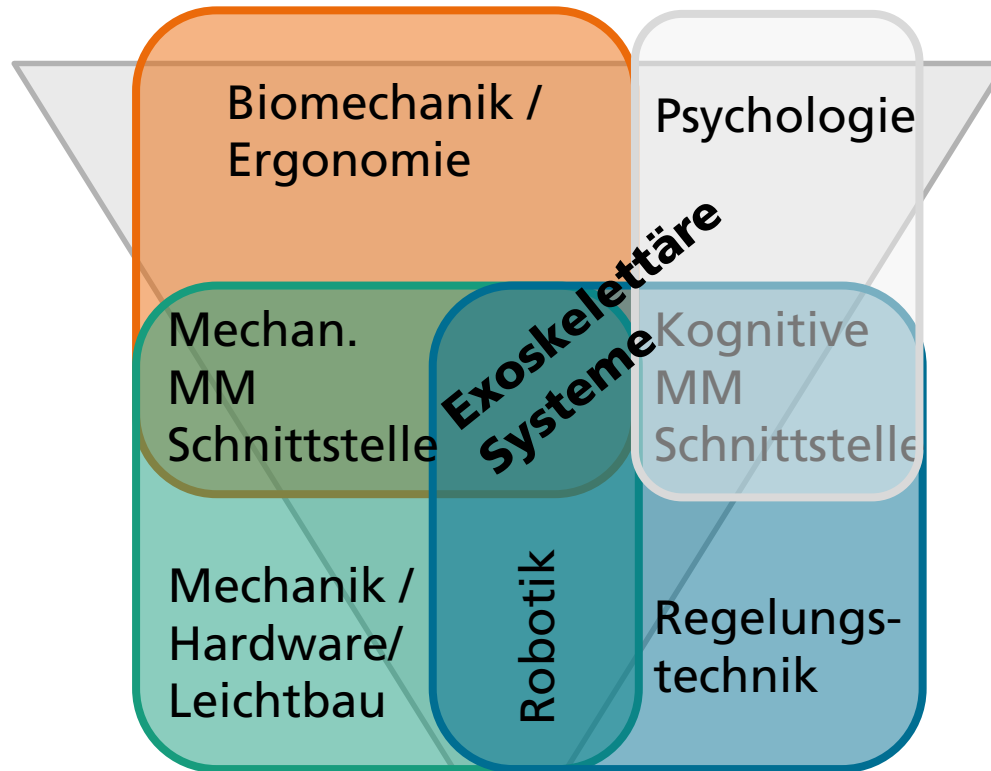 Biomechanik /
Ergonomie
Psychologie
Exoskelettäre
Systeme
Mechan.
MM
Schnittstelle
Kognitive
MM
Schnittstelle
Mechanik /
Hardware/
Leichtbau
Robotik
Regelungs-
technik